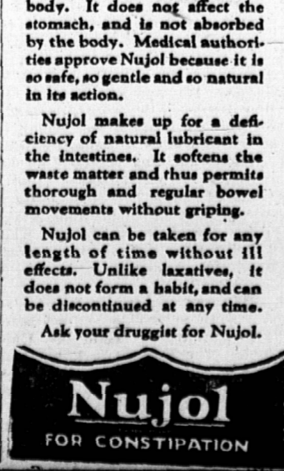 body. It does not affect the
stomach, and is not absorbed
by the body. Medical authori-
ties approve Nujol because it is
so safe, so gentle and so natural
in its action.
Nujol makes up for a defi-
ciency of natural lubricant in
the intestines. It softens the
waste matter and thus permits
thorough and regular bowel
movements without griping.
Nujol can be taken for any
length of time without ill
effects. Unlike laxatives, it
does not form a habit, and can
be discontinued at any time.
Ask your druggist for Nujol.
Nujol
FOR CONSTIPATION